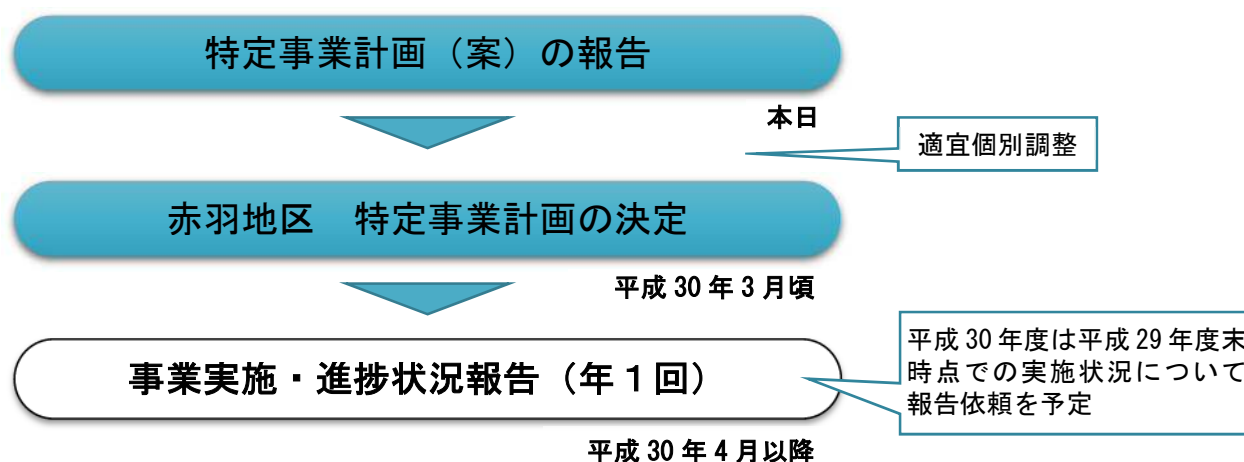 特定事業計画（案）の報告
本日
適宜個別調整
赤羽地区　特定事業計画の決定
平成 30 年 3 月頃
事業実施・進捗状況報告（年１回）
平成 30 年度は平成 29 年度末
時点での実施状況について
報告依頼を予定
平成 30 年 4 月以降